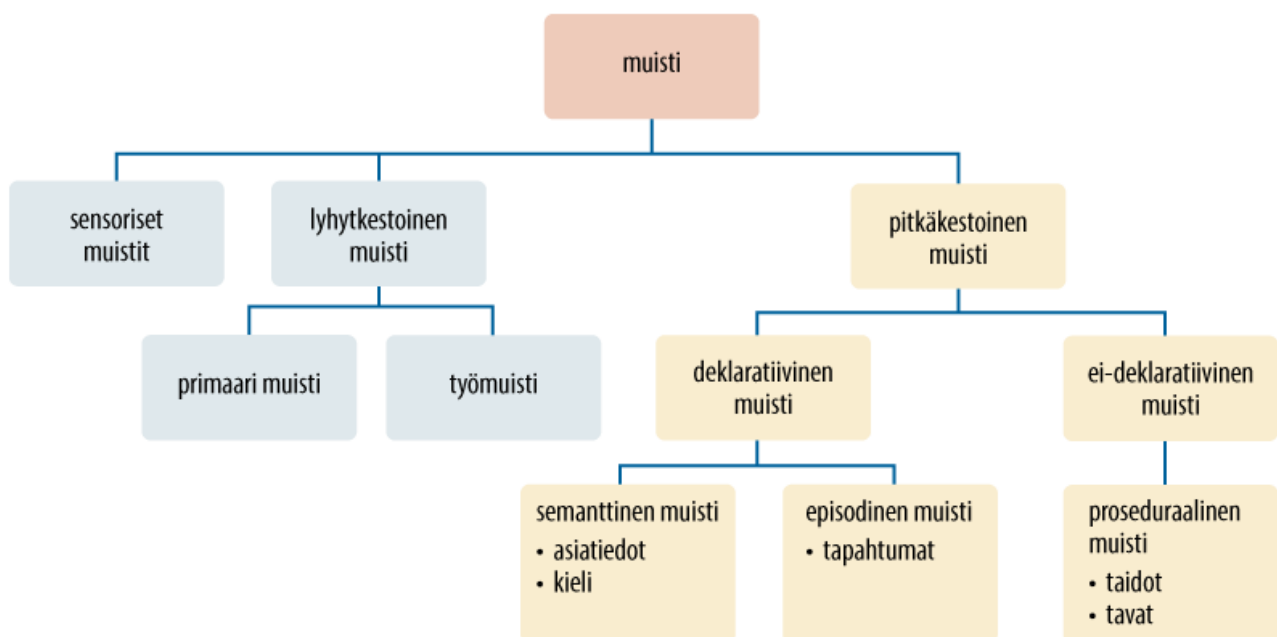 muisti
sensoriset
muistit
lyhytkestoinen
muisti
pitkäkestoinen
muisti
primaari muisti
työmuisti
deklaratiivinen
muisti
ei-deklaratiivinen
muisti
semanttinen muisti
• asiatiedot
• kieli
episodinen muisti
• tapahtumat
proseduraalinen
muisti
• taidot
• tavat